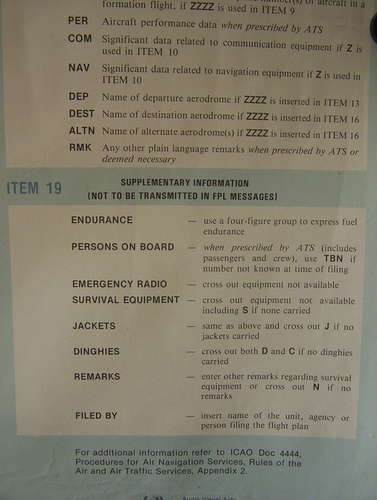 formation flight, if ZZZZ is used in ITEM 9
PER Aircraft performance data when prescribed by ATS
COM Significant data related to communication equipment if Z is
used in ITEM 10
NAV Significant data related to navigation equipment if Z is used in
ITEM 10
DEP Name of departure aerodrome if ZZZZ is inserted in ITEM 13
DEST Name of destination aerodrome if ZZZZ is inserted in ITEM 16
ALTN Name of alternate aerodrome(s) if ZZZZ is inserted in ITEM 16
RMK Any other plain language remarks when prescribed by ATS or
deemed necessary
ITEM 19 SUPPLEMENTARY INFORMATION
(NOT TO BE TRANSMITTED IN FPL MESSAGES)
ENDURANCE — use a four-figure group to express fuel
endurance
PERSONS ON BOARD — when prescribed by ATS (includes
passengers and crew), use TBN if
number not known at time of filing
EMERGENCY RADIO — cross out equipment not available
SURVIVAL EQUIPMENT — cross out equipment not available
including S if none carried
JACKETS — same as above and cross out J if no
jackets carried
DINGHIES — cross out both D and C if no dinghies
carried
REMARKS — enter other remarks regarding survival
equipment or cross out N if no
remarks
FILED BY — insert name of the unit, agency or
person filing the flight plan
For additional information refer to ICAO Doc 4444,
Procedures for Air Navigation Services, Rules of the
Air and Air Traffic Services, Appendix 2.